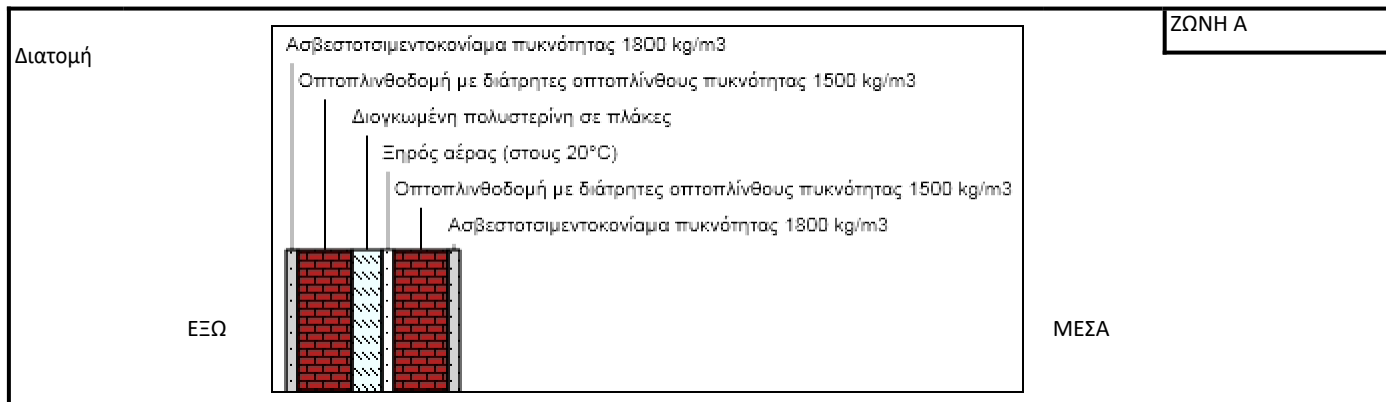 ΖΩΝΗ Α
Διατομή
Ασβεστοτσιμεντοκονίαμα πυκνότητας 1800 kg/m3
Οπτοπλινθοδομή με διάτρητες οπτοπλίνθους πυκνότητας 1500 kg/m3
Διογκωμένη πολυστερίνη σε πλάκες
Ξηρός αέρας (στους 20°C)
Οπτοπλινθοδομή με διάτρητες οπτοπλίνθους πυκνότητας 1500 kg/m3
Ασβεστοτσιμεντοκονίαμα πυκνότητας 1800 kg/m3
ΕΞΩ
ΜΕΣΑ